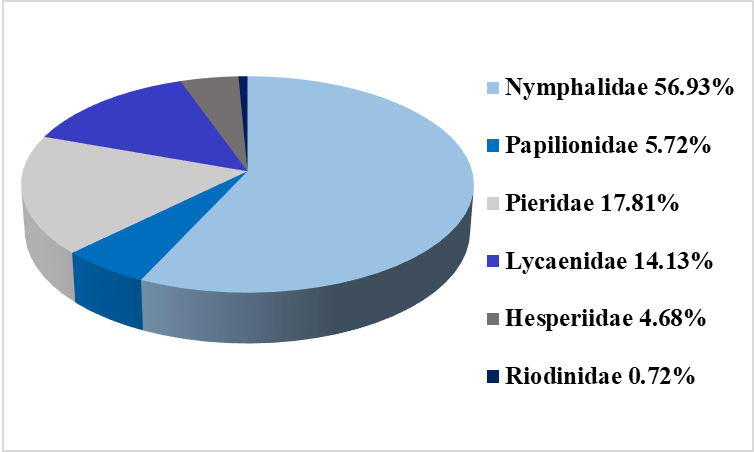 Nymphalidae 56.93%
Papilionidae 5.72%
Pieridae 17.81%
Lycaenidae 14.13%
Hesperiidae 4.68%
Riodinidae 0.72%